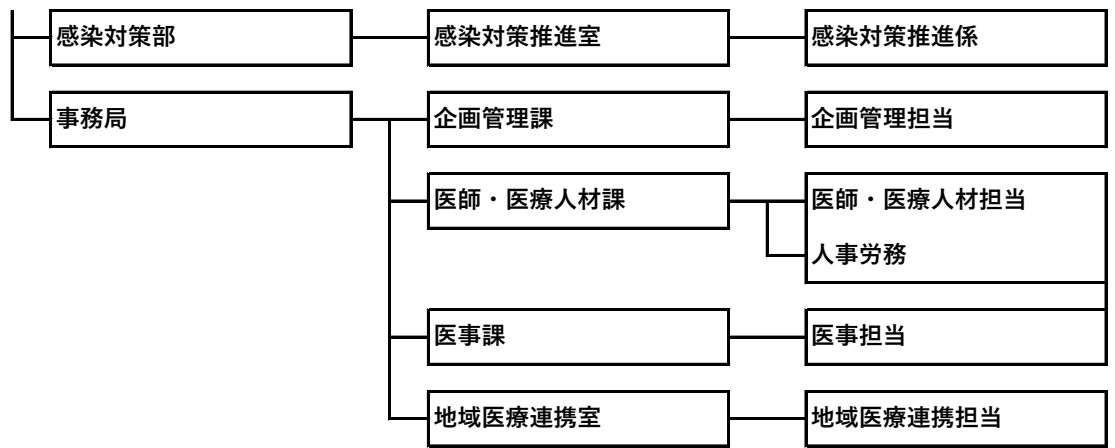 感染対策部 感染対策推進室 感染対策推進係
事務局 企画管理課 企画管理担当
医師・医療人材課 医師・医療人材担当
人事労務
医事課 医事担当
地域医療連携室 地域医療連携担当